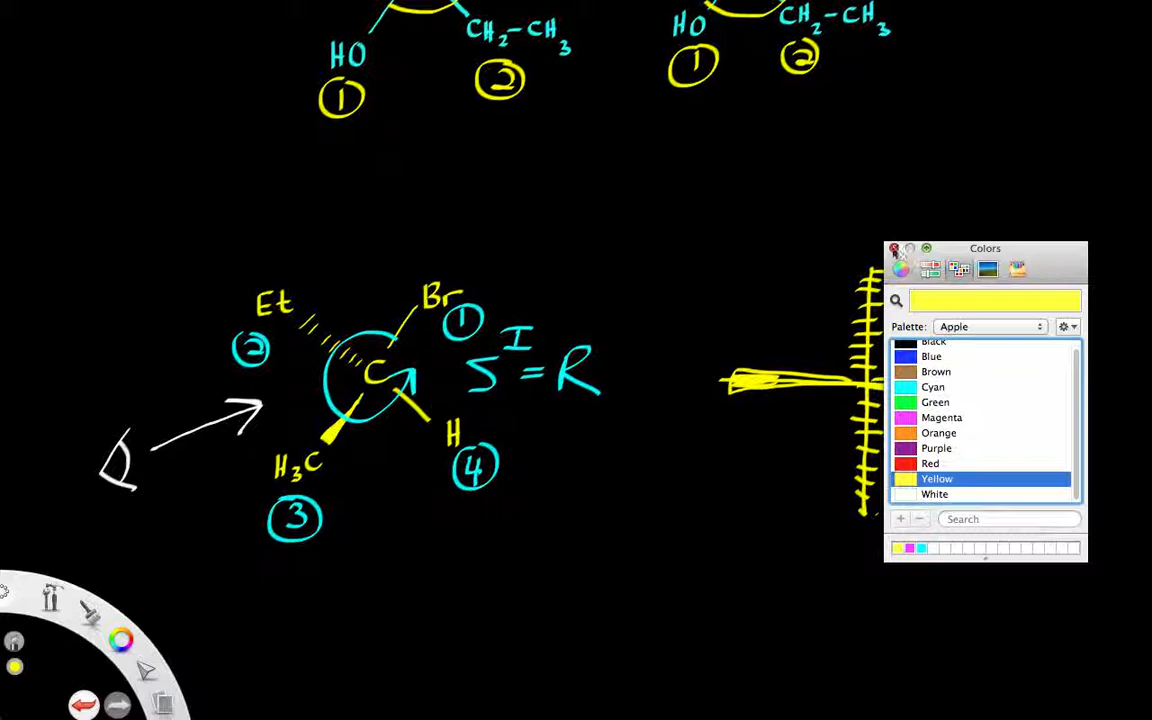 HO
CH2-CH3
HO
CH2-CH3
1
2
1
2
Et
Br
1
2
C
S I = R
H
H3C
4
3
Colors
Palette: Apple
Black
Blue
Brown
Cyan
Green
Magenta
Orange
Purple
Red
Yellow
White
+ −
Search